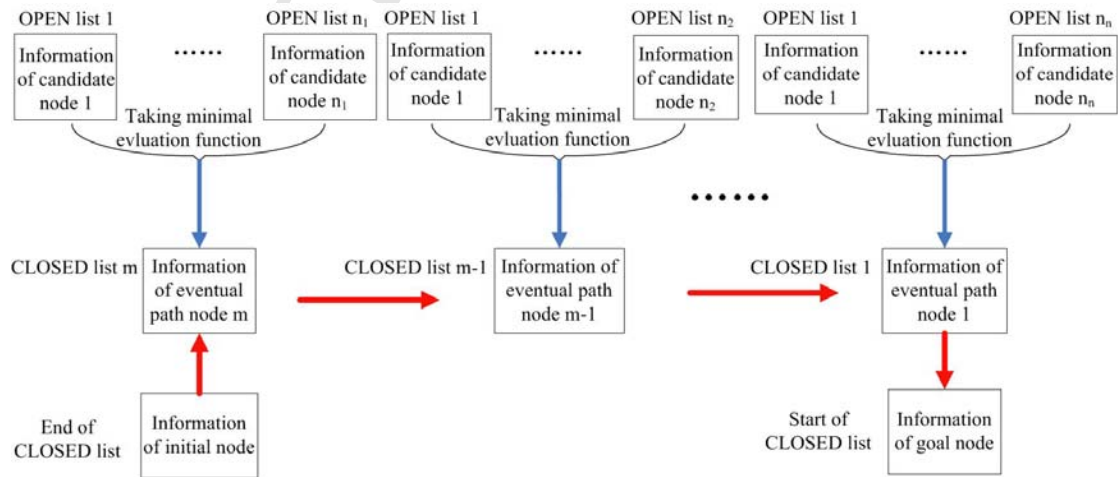 OPEN list 1
Information
of candidate
node 1
......
OPEN list n₁
Information
of candidate
node n₁
Taking minimal
evluation function
OPEN list 1
Information
of candidate
node 1
......
OPEN list n₂
Information
of candidate
node n₂
Taking minimal
evluation function
OPEN list 1
Information
of candidate
node 1
......
OPEN list nₙ
Information
of candidate
node nₙ
Taking minimal
evluation function
......
CLOSED list m
Information
of eventual
path node m
CLOSED list m-1
Information of
eventual path
node m-1
CLOSED list 1
Information of
eventual path
node 1
End of
CLOSED list
Information
of initial node
Start of
CLOSED list
Information
of goal node